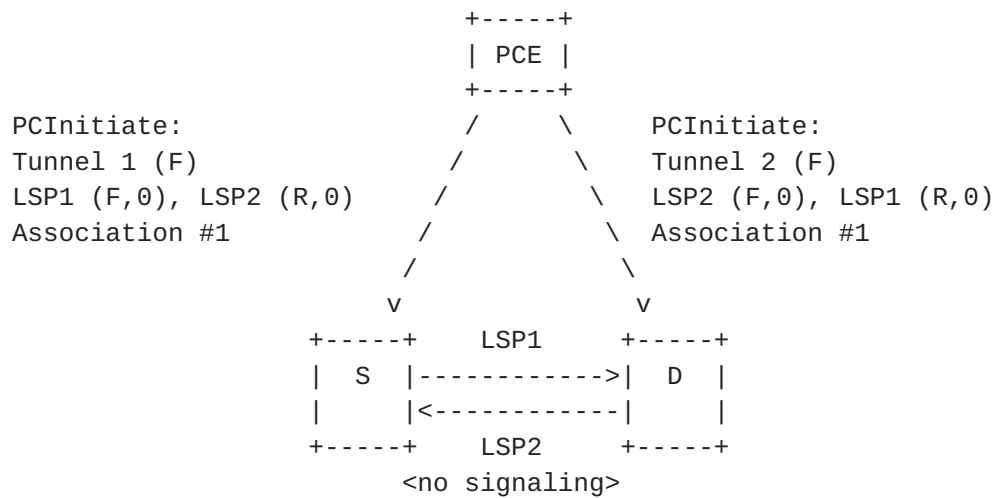 PCE
PCInitiate: PCInitiate:
Tunnel 1 (F) Tunnel 2 (F)
LSP1 (F,0), LSP2 (R,0) LSP2 (F,0), LSP1 (R,0)
Association #1 Association #1
LSP1
S D
LSP2
<no signaling>